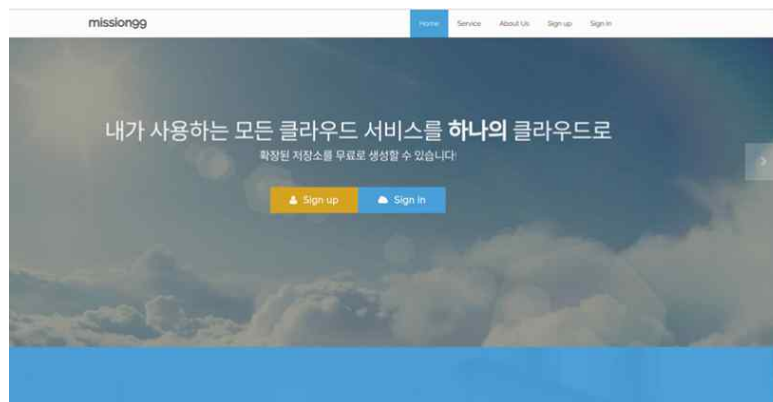 mission99
Home Service About Us Sign up Sign in
내가 사용하는 모든 클라우드 서비스를 하나의 클라우드로
확장된 저장소를 무료로 생성할 수 있습니다!
Sign up Sign in